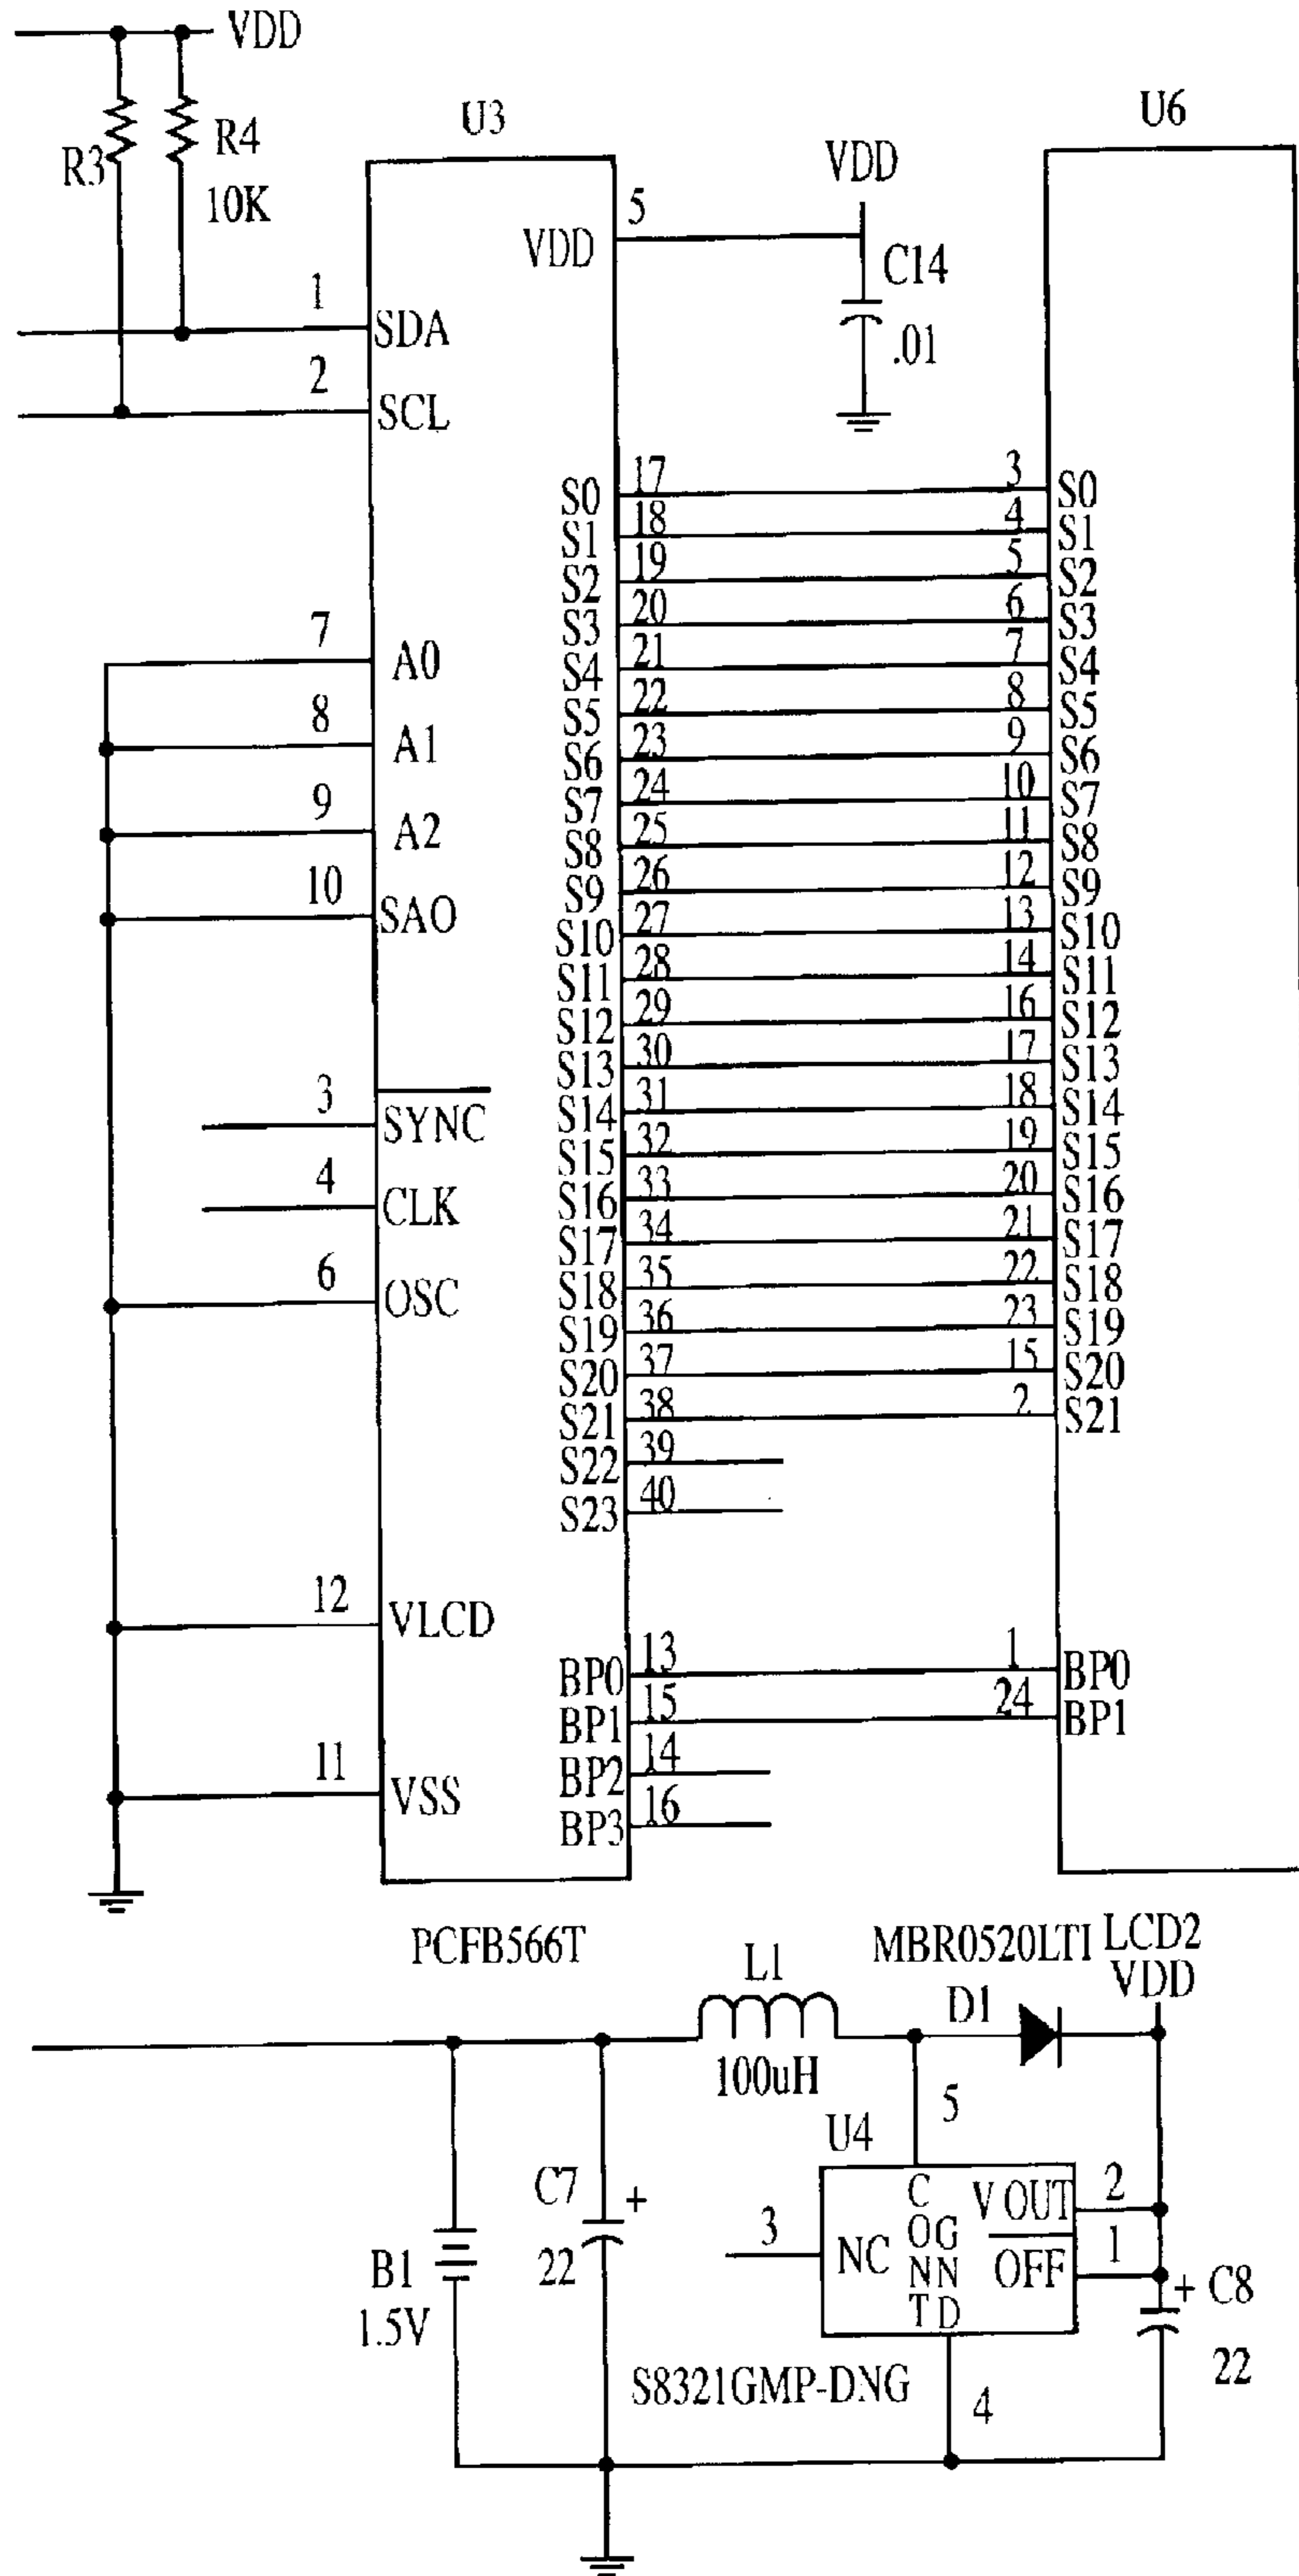 VDD
U3
U6
R3
R4
10K
VDD
5
VDD
C14
.01
1
SDA
2
SCL
S0 17 3 S0
S1 18 4 S1
S2 19 5 S2
S3 20 6 S3
S4 21 7 S4
S5 22 8 S5
S6 23 9 S6
S7 24 10 S7
S8 25 11 S8
S9 26 12 S9
S10 27 13 S10
S11 28 14 S11
S12 29 16 S12
S13 30 17 S13
S14 31 18 S14
S15 32 19 S15
S16 33 20 S16
S17 34 21 S17
S18 35 22 S18
S19 36 23 S19
S20 37 15 S20
S21 38 2 S21
S22 39
S23 40
7
A0
8
A1
9
A2
10
SAO
3
SYNC
4
CLK
6
OSC
12
VLCD
11
VSS
BP0 13 1 BP0
BP1 15 24 BP1
BP2 14
BP3 16
PCFB566T
LCD2
MBR0520LTI
VDD
L1
D1
100uH
5
U4
C7
+
22
B1
1.5V
3
NC
CONT
GND
V OUT
2
OFF
1
+ C8
22
S8321GMP-DNG
4